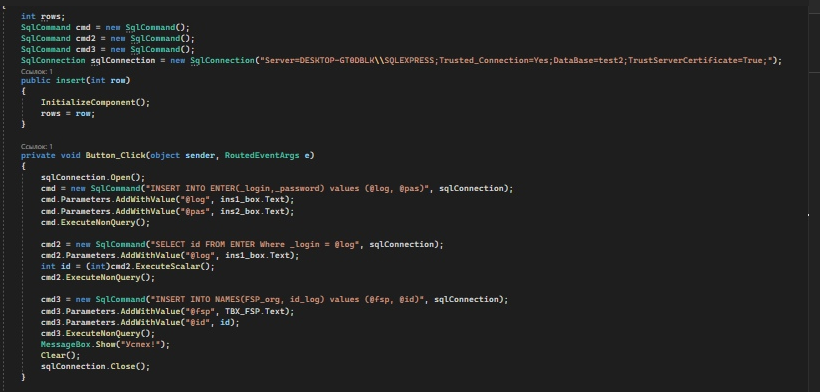 int rows;
SqlCommand cmd = new SqlCommand();
SqlCommand cmd2 = new SqlCommand();
SqlCommand cmd3 = new SqlCommand();
SqlConnection sqlConnection = new SqlConnection("Server=DESKTOP-GT0DBLK\\SQLEXPRESS;Trusted_Connection=Yes;DataBase=test2;TrustServerCertificate=True;");
Ссылок: 1
public insert(int row)
{
InitializeComponent();
rows = row;
}
Ссылок: 1
private void Button_Click(object sender, RoutedEventArgs e)
{
sqlConnection.Open();
cmd = new SqlCommand("INSERT INTO ENTER(_login,_password) values (@log, @pas)", sqlConnection);
cmd.Parameters.AddWithValue("@log", ins1_box.Text);
cmd.Parameters.AddWithValue("@pas", ins2_box.Text);
cmd.ExecuteNonQuery();
cmd2 = new SqlCommand("SELECT id FROM ENTER Where _login = @log", sqlConnection);
cmd2.Parameters.AddWithValue("@log", ins1_box.Text);
int id = (int)cmd2.ExecuteScalar();
cmd2.ExecuteNonQuery();
cmd3 = new SqlCommand("INSERT INTO NAMES(FSP_org, id_log) values (@fsp, @id)", sqlConnection);
cmd3.Parameters.AddWithValue("@fsp", TBX_FSP.Text);
cmd3.Parameters.AddWithValue("@id", id);
cmd3.ExecuteNonQuery();
MessageBox.Show("Успех!");
Clear();
sqlConnection.Close();
}